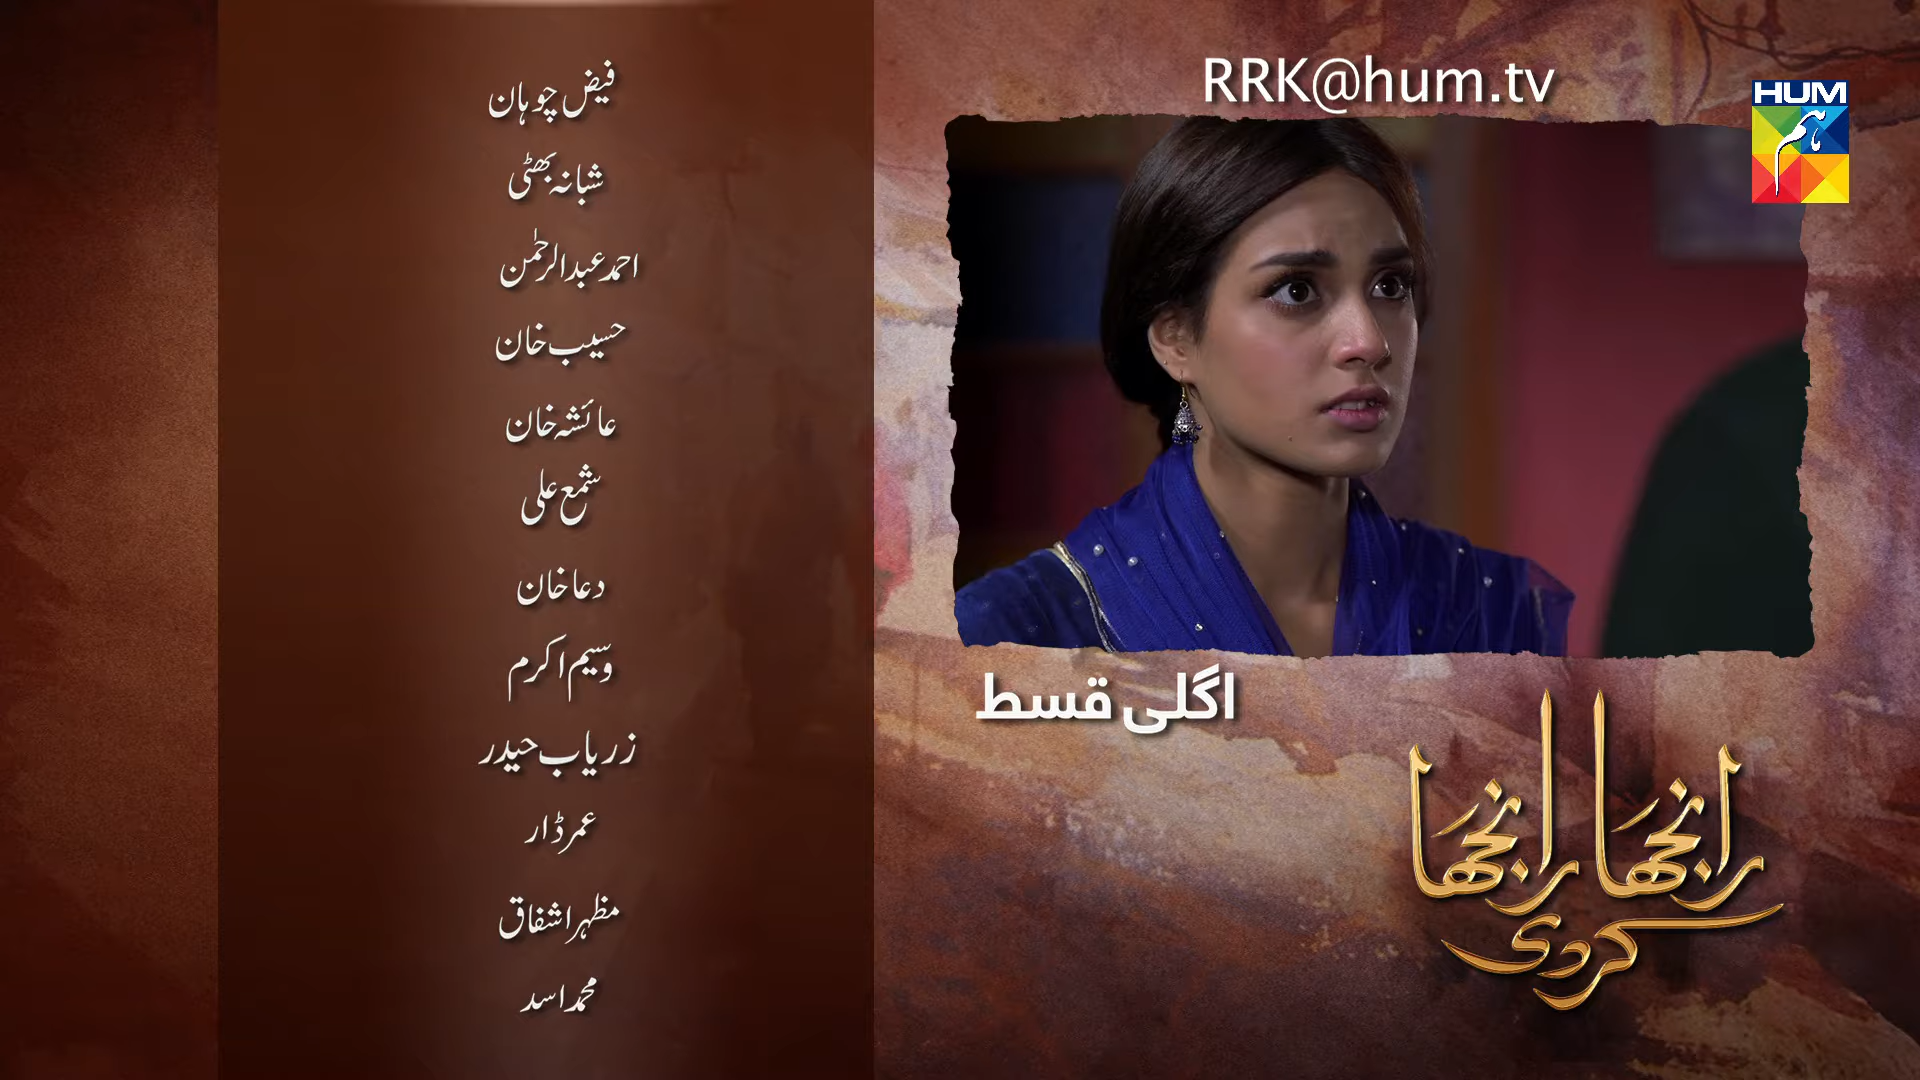 فیض چوہان
شبانہ بھٹی
احمد عبدالرحمٰن
حسیب خان
عائشہ خان
شمع علی
دعا خان
وسیم اکرم
زریاب حیدر
عمر ڈار
مظہر اشفاق
محمد اسد
RRK@hum.tv
HUM
ہم
اگلی قسط
رانجھا رانجھا
کردی